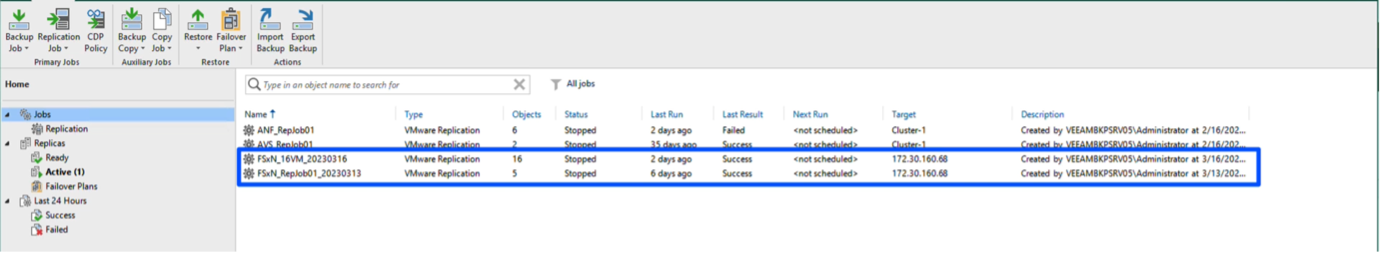 Backup Job Replication Job CDP Policy Backup Copy Copy Job Restore Failover Plan Import Backup Export Backup
Primary Jobs Auxiliary Jobs Restore Actions
Home
Type in an object name to search for All jobs
Jobs
Replication
Replicas
Ready
Active (1)
Failover Plans
Last 24 Hours
Success
Failed
Name Type Objects Status Last Run Last Result Next Run Target Description
ANF_RepJob01 VMware Replication 6 Stopped 2 days ago Failed <not scheduled> Cluster-1 Created by VEEAMBKPSRV05\Administrator at 2/16/202...
AVS_RepJob01 VMware Replication 2 Stopped 35 days ago Success <not scheduled> Cluster-1 Created by VEEAMBKPSRV05\Administrator at 2/16/202...
FSxN_16VM_20230316 VMware Replication 16 Stopped 2 days ago Success <not scheduled> 172.30.160.68 Created by VEEAMBKPSRV05\Administrator at 3/16/202...
FSxN_RepJob01_20230313 VMware Replication 5 Stopped 6 days ago Success <not scheduled> 172.30.160.68 Created by VEEAMBKPSRV05\Administrator at 3/13/202...